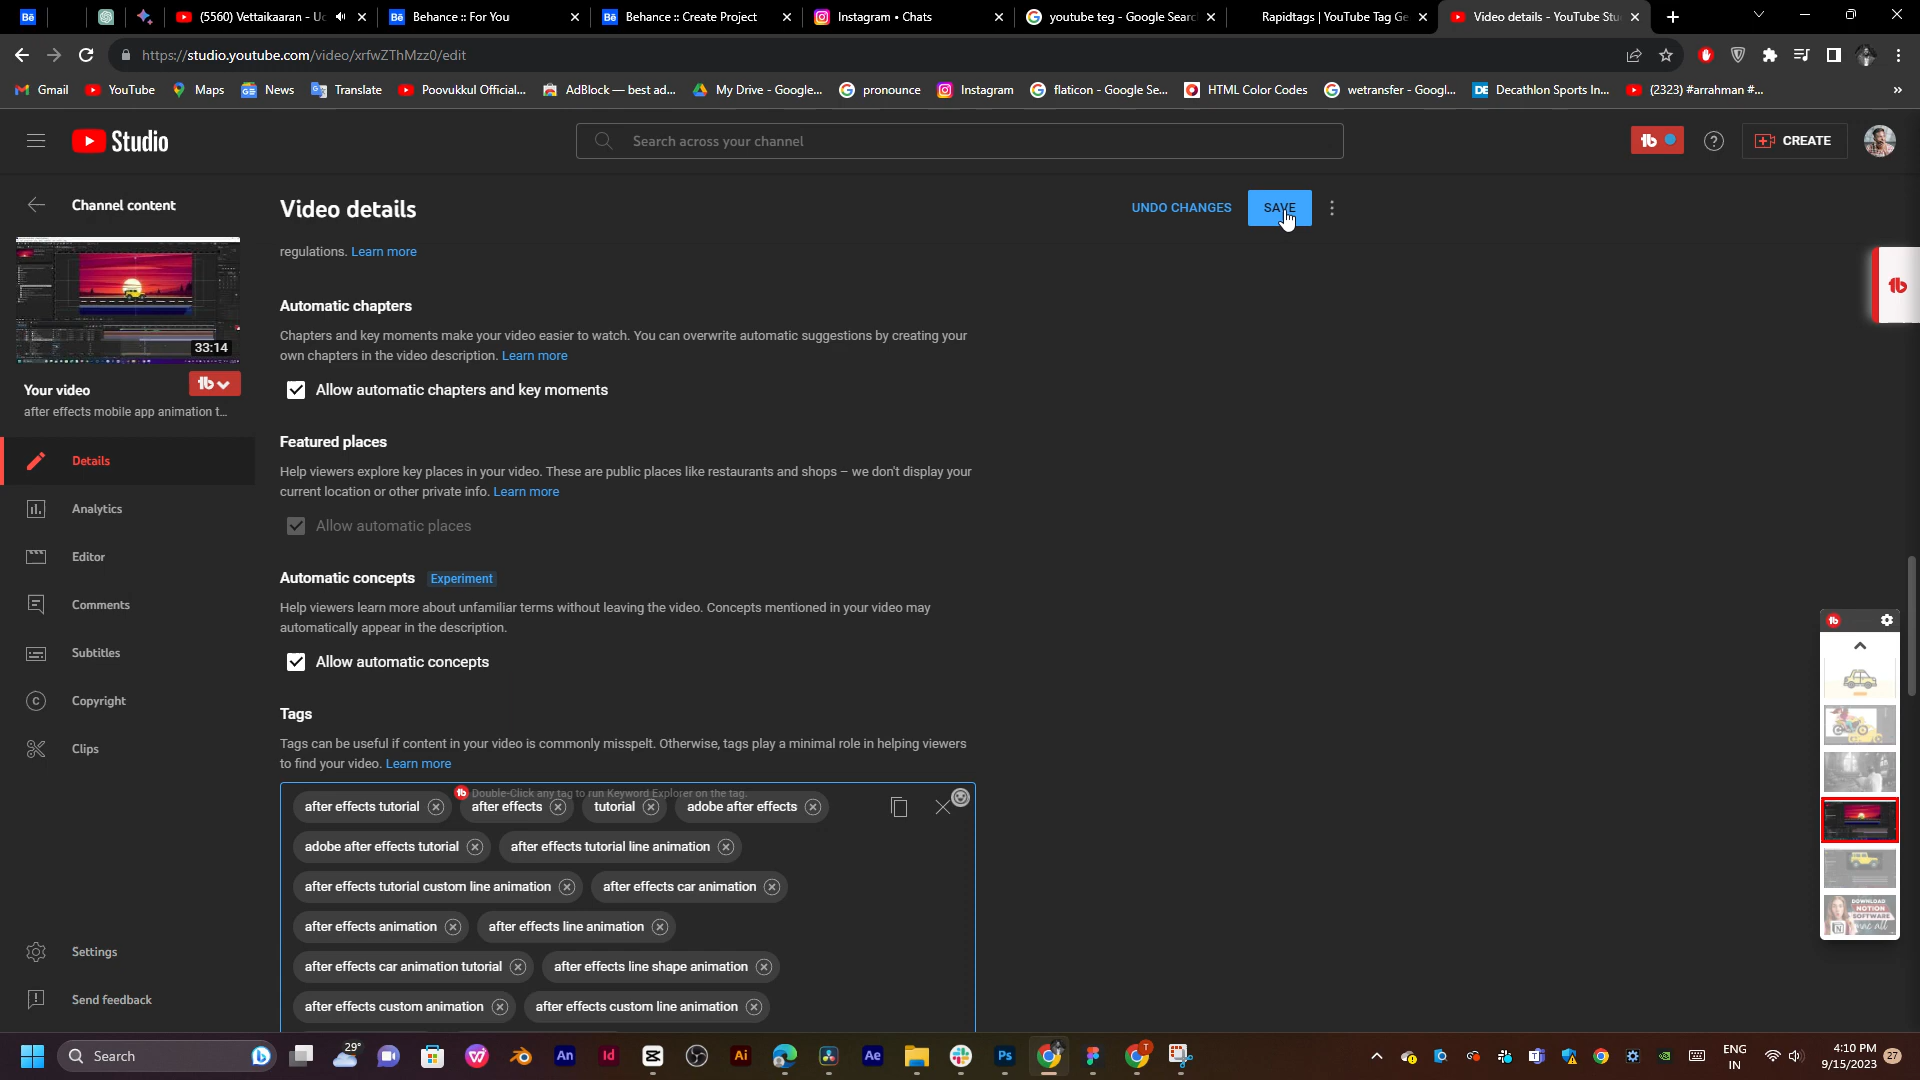 (5560) Vettaikaaran - Uc
Behance :: For You
Behance :: Create Project
Instagram • Chats
youtube teg - Google Searc
Rapidtags | YouTube Tag Ge
Video details - YouTube Stu
https://studio.youtube.com/video/xrfwZThMzz0/edit
Gmail
YouTube
Maps
News
Translate
Poovukkul Official...
AdBlock — best ad...
My Drive - Google...
pronounce
Instagram
flaticon - Google Se...
HTML Color Codes
wetransfer - Googl...
Decathlon Sports In...
(2323) #arrahman #...
Studio
Search across your channel
CREATE
Channel content
Video details
UNDO CHANGES
SAVE
regulations. Learn more
33:14
Your video
after effects mobile app animation t...
Automatic chapters
Chapters and key moments make your video easier to watch. You can overwrite automatic suggestions by creating your
own chapters in the video description. Learn more
Allow automatic chapters and key moments
Featured places
Help viewers explore key places in your video. These are public places like restaurants and shops – we don't display your
current location or other private info. Learn more
Allow automatic places
Automatic concepts Experiment
Help viewers learn more about unfamiliar terms without leaving the video. Concepts mentioned in your video may
automatically appear in the description.
Allow automatic concepts
Tags
Tags can be useful if content in your video is commonly misspelt. Otherwise, tags play a minimal role in helping viewers
to find your video. Learn more
Double-Click any tag to run Keyword Explorer on the tag.
after effects tutorial
after effects
tutorial
adobe after effects
adobe after effects tutorial
after effects tutorial line animation
after effects tutorial custom line animation
after effects car animation
after effects animation
after effects line animation
after effects car animation tutorial
after effects line shape animation
after effects custom animation
after effects custom line animation
Details
Analytics
Editor
Comments
Subtitles
Copyright
Clips
Settings
Send feedback
DOWNLOAD
NOTION
SOFTWARE
Search
29°
ENG
IN
4:10 PM
9/15/2023
27